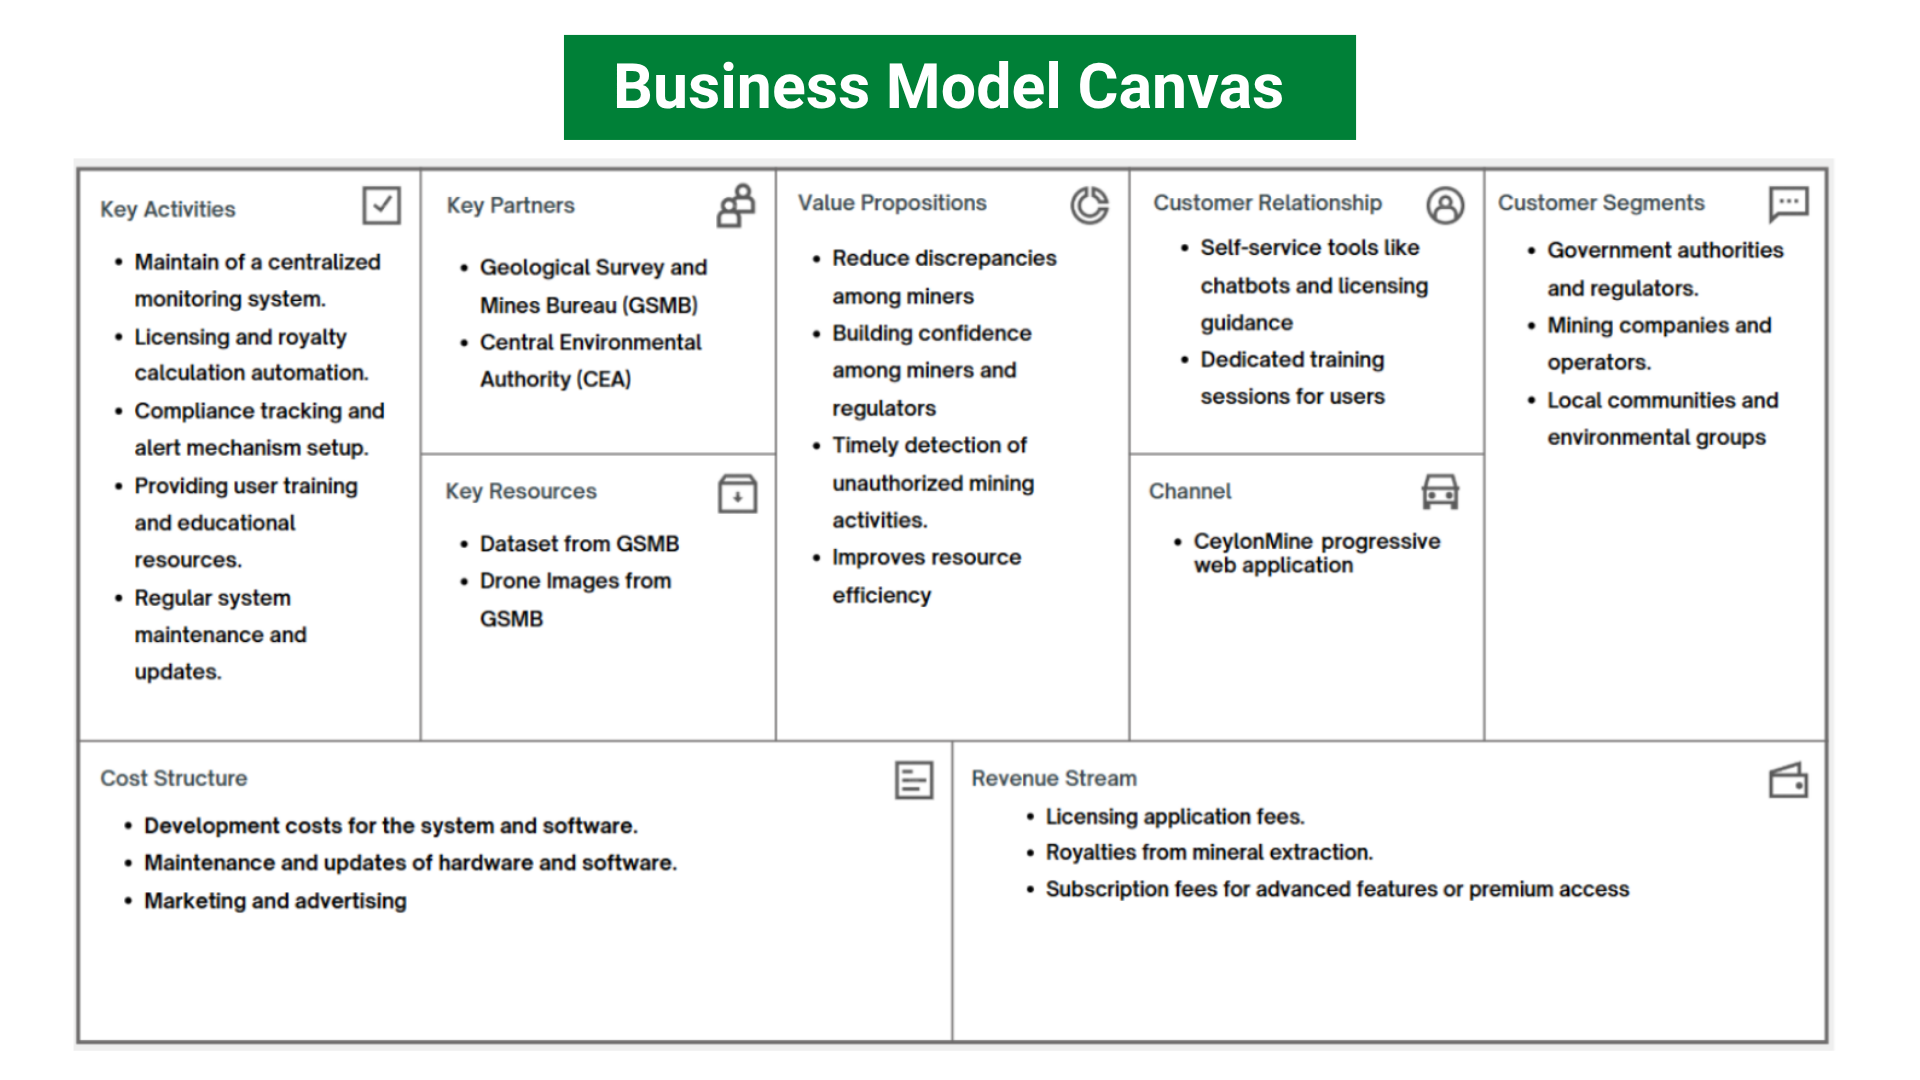 Business Model Canvas
Key Activities
• Maintain of a centralized
monitoring system.
• Licensing and royalty
calculation automation.
• Compliance tracking and
alert mechanism setup.
• Providing user training
and educational
resources.
• Regular system
maintenance and
updates.
Key Partners
• Geological Survey and
Mines Bureau (GSMB)
• Central Environmental
Authority (CEA)
Key Resources
• Dataset from GSMB
• Drone Images from
GSMB
Value Propositions
• Reduce discrepancies
among miners
• Building confidence
among miners and
regulators
• Timely detection of
unauthorized mining
activities.
• Improves resource
efficiency
Customer Relationship
• Self-service tools like
chatbots and licensing
guidance
• Dedicated training
sessions for users
Channel
• CeylonMine progressive
web application
Customer Segments
• Government authorities
and regulators.
• Mining companies and
operators.
• Local communities and
environmental groups
Cost Structure
• Development costs for the system and software.
• Maintenance and updates of hardware and software.
• Marketing and advertising
Revenue Stream
• Licensing application fees.
• Royalties from mineral extraction.
• Subscription fees for advanced features or premium access